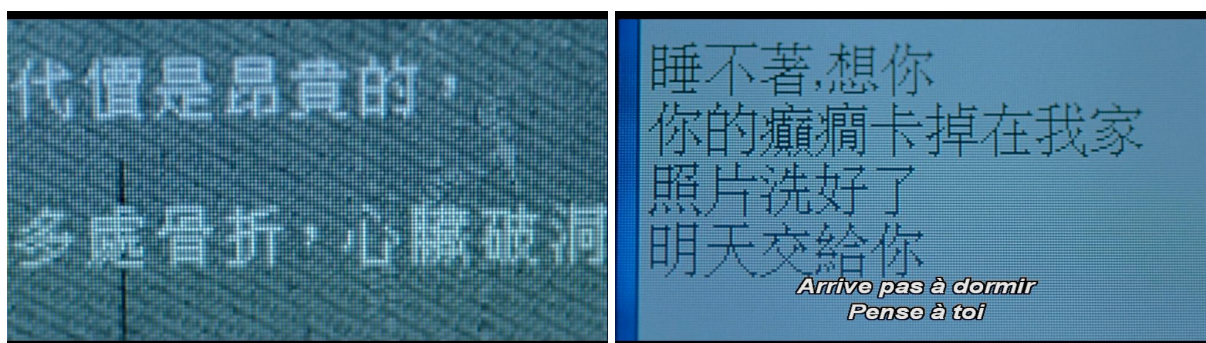 代價是昂貴的，
多處骨折，心臟破洞
睡不著,想你
你的癲癇卡掉在我家
照片洗好了
明天交給你
Arrive pas à dormir
Pense à toi